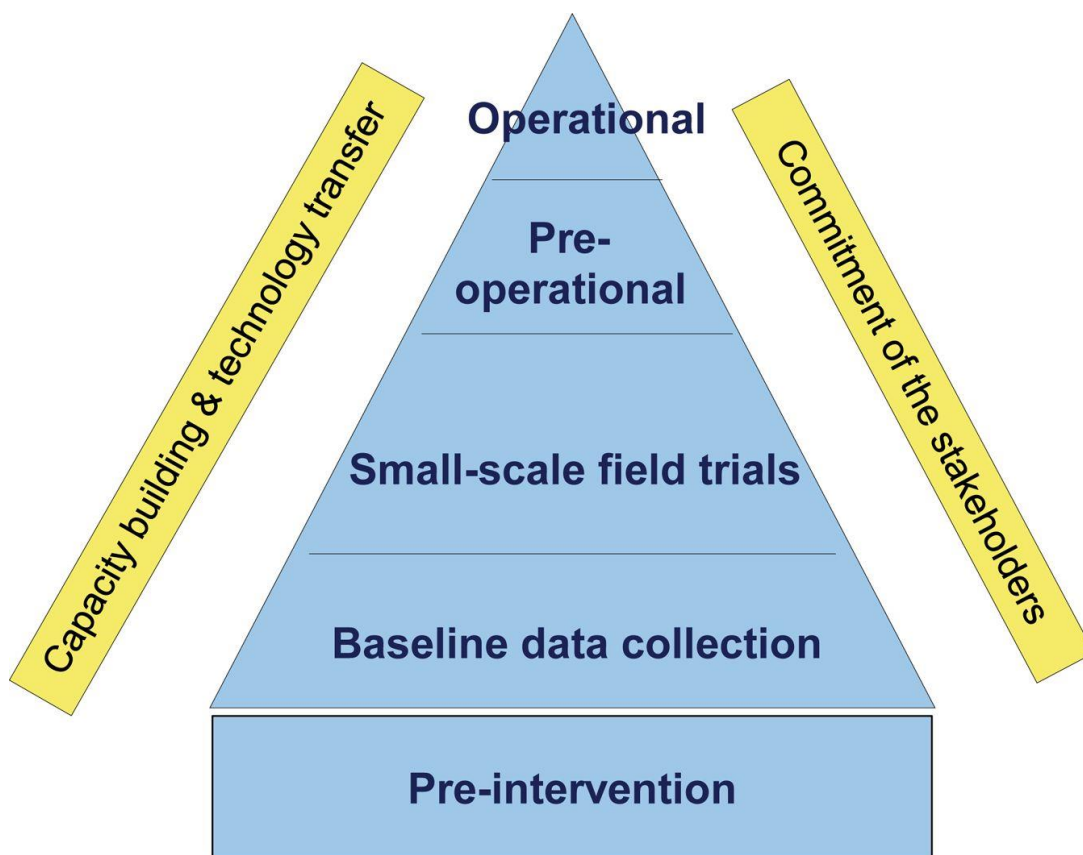 Operational
Pre-
operational
Small-scale field trials
Baseline data collection
Pre-intervention
Capacity building & technology transfer
Commitment of the stakeholders